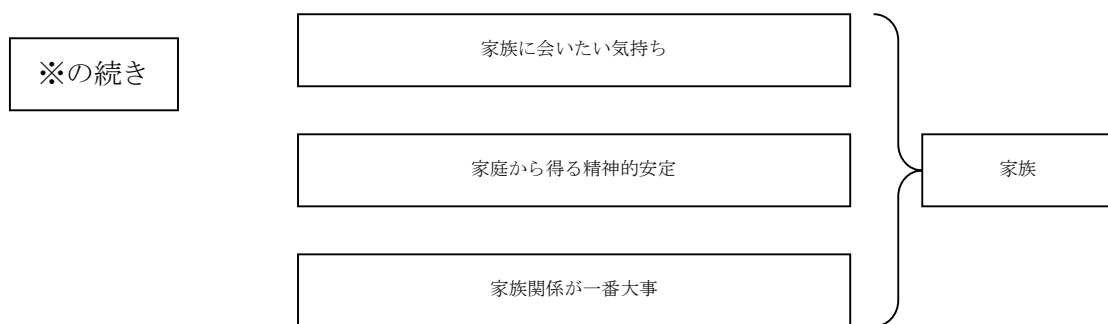 ※の続き
家族に会いたい気持ち
家庭から得る精神的安定
家族関係が一番大事
家族